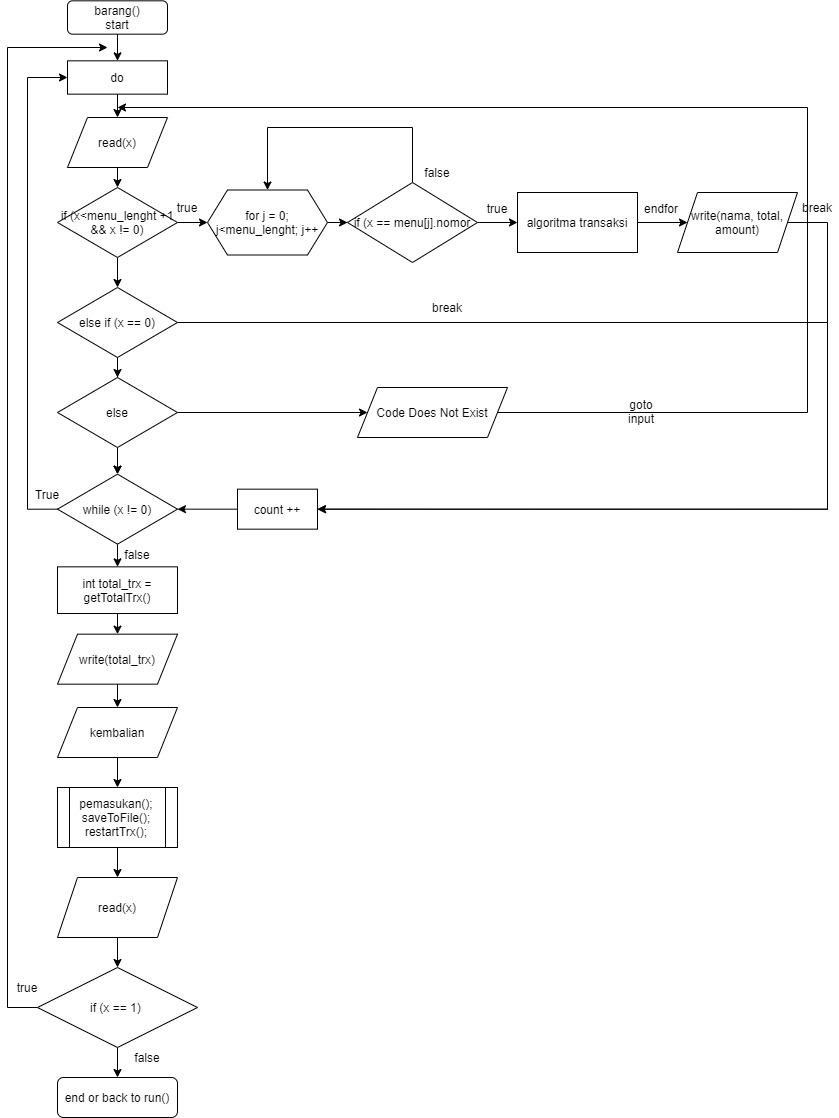 barang()
start
do
read(x)
if (x<menu_lenght +1
&& x != 0)
true
for j = 0;
j<menu_lenght; j++
false
if (x == menu[j].nomor
true
algoritma transaksi
endfor
write(nama, total,
amount)
break
else if (x == 0)
break
else
Code Does Not Exist
goto
input
True
while (x != 0)
count ++
false
int total_trx =
getTotalTrx()
write(total_trx)
kembalian
pemasukan();
saveToFile();
restartTrx();
read(x)
true
if (x == 1)
false
end or back to run()